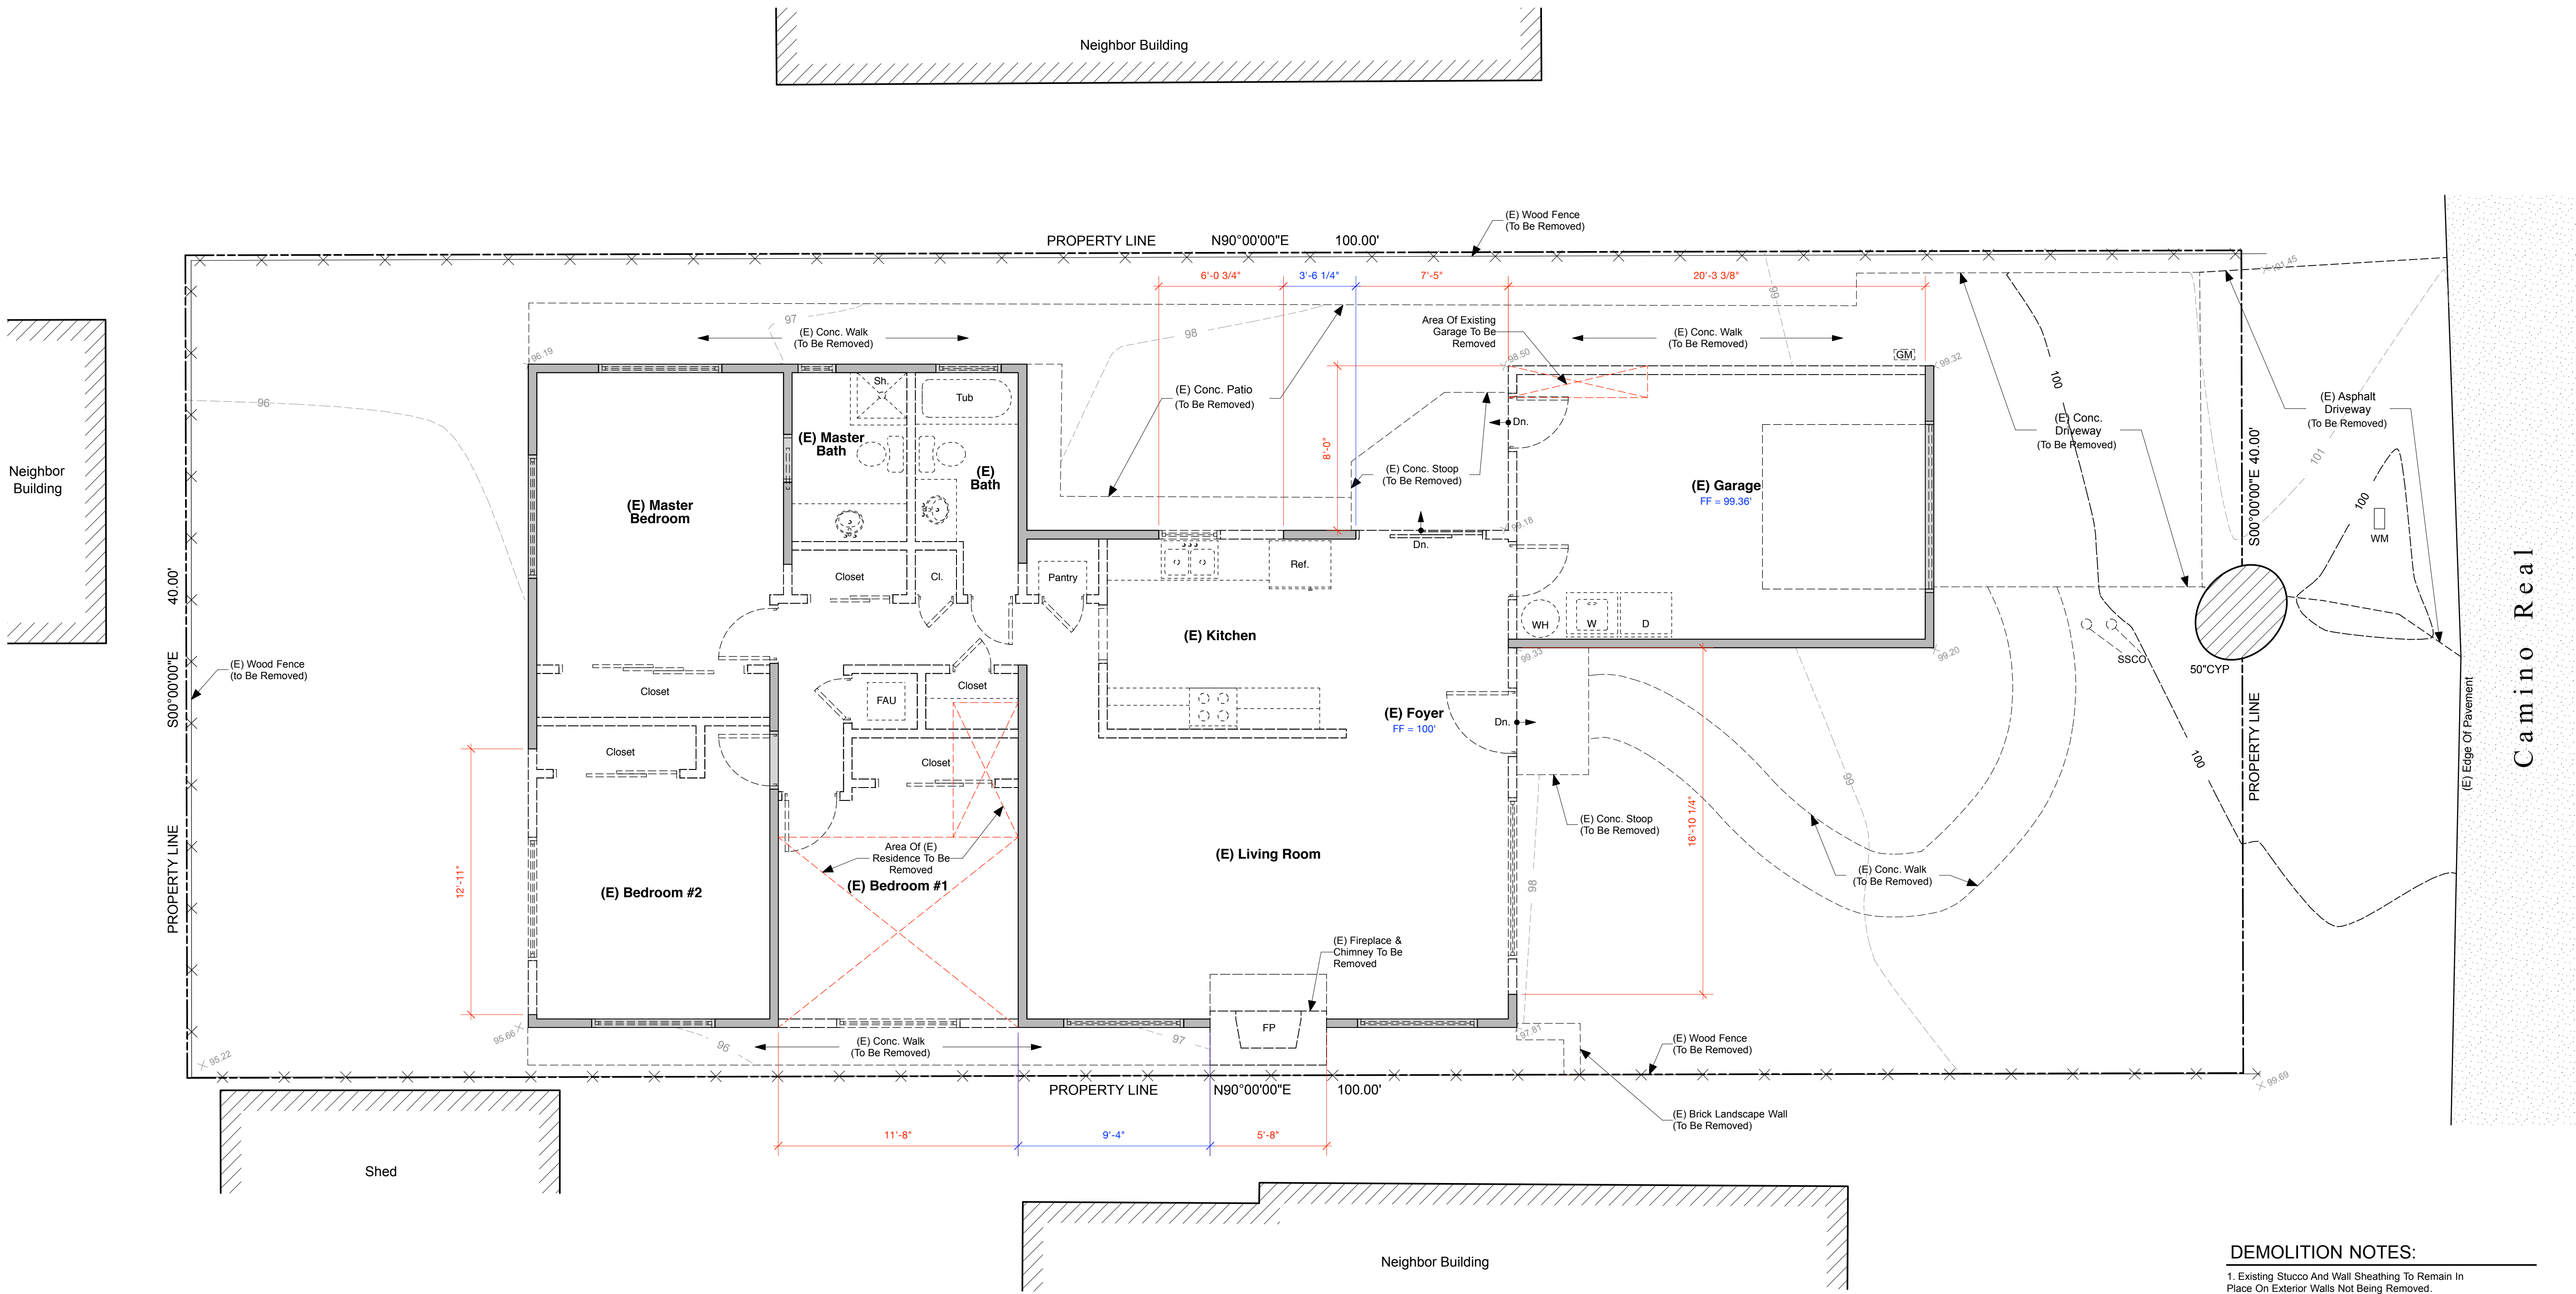 Neighbor Building
(E) Wood Fence
(To Be Removed)
PROPERTY LINE N90°00'00"E 100.00'
101.45
6'-0 3/4"
3'-6 1/4"
7'-5"
20'-3 3/8"
99
97
(E) Conc. Walk
(To Be Removed)
98
Area Of Existing
Garage To Be
Removed
(E) Conc. Walk
(To Be Removed)
GM
96.19
98.50
99.32
100
Sh.
Tub
(E) Conc. Patio
(To Be Removed)
(E) Asphalt
Driveway
(To Be Removed)
96
Dn.
(E) Conc.
Driveway
(To Be Removed)
(E) Master
Bath
8'-0"
S00°00'00"E 40.00'
101
Neighbor
Building
(E)
Bath
(E) Conc. Stoop
(To Be Removed)
(E) Garage
FF = 99.36'
100
(E) Master
Bedroom
99.18
WM
Dn.
Camino Real
S00°00'00"E 40.00'
Closet
Cl.
Pantry
Ref.
WH
W
D
(E) Kitchen
99.33
99.20
SSCO
50"CYP
(E) Wood Fence
(to Be Removed)
Closet
FAU
Closet
(E) Foyer
FF = 100'
Dn.
PROPERTY LINE
(E) Edge Of Pavement
Closet
Closet
100
99
16'-10 1/4"
(E) Conc. Stoop
(To Be Removed)
PROPERTY LINE
12'-11"
Area Of (E)
Residence To Be
Removed
(E) Living Room
(E) Conc. Walk
(To Be Removed)
98
(E) Bedroom #2
(E) Bedroom #1
(E) Fireplace &
Chimney To Be
Removed
FP
95.66
96
(E) Conc. Walk
(To Be Removed)
97
97.81
(E) Wood Fence
(To Be Removed)
95.22
99.69
PROPERTY LINE N90°00'00"E 100.00'
(E) Brick Landscape Wall
(To Be Removed)
11'-8"
9'-4"
5'-8"
Shed
Neighbor Building
DEMOLITION NOTES:
1. Existing Stucco And Wall Sheathing To Remain In
Place On Exterior Walls Not Being Removed.